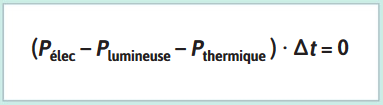 (Pélec – Plumineuse – Pthermique) · Δt = 0